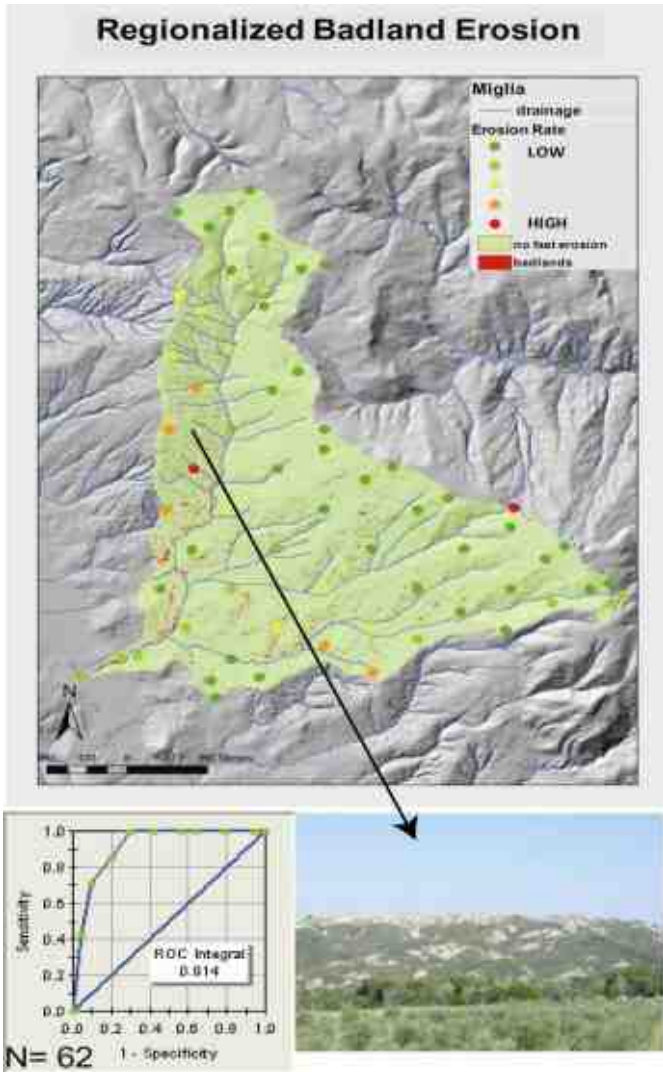 Regionalized Badland Erosion
Miglia
drainage
Erosion Rate
LOW
HIGH
no fast erosion
badlands
N
1.0
0.8
0.6
0.4
0.2
0.0
Sensitivity
ROC Integral
0.0 0.2 0.4 0.6 0.8 1.0
1 - Specificity
N= 62